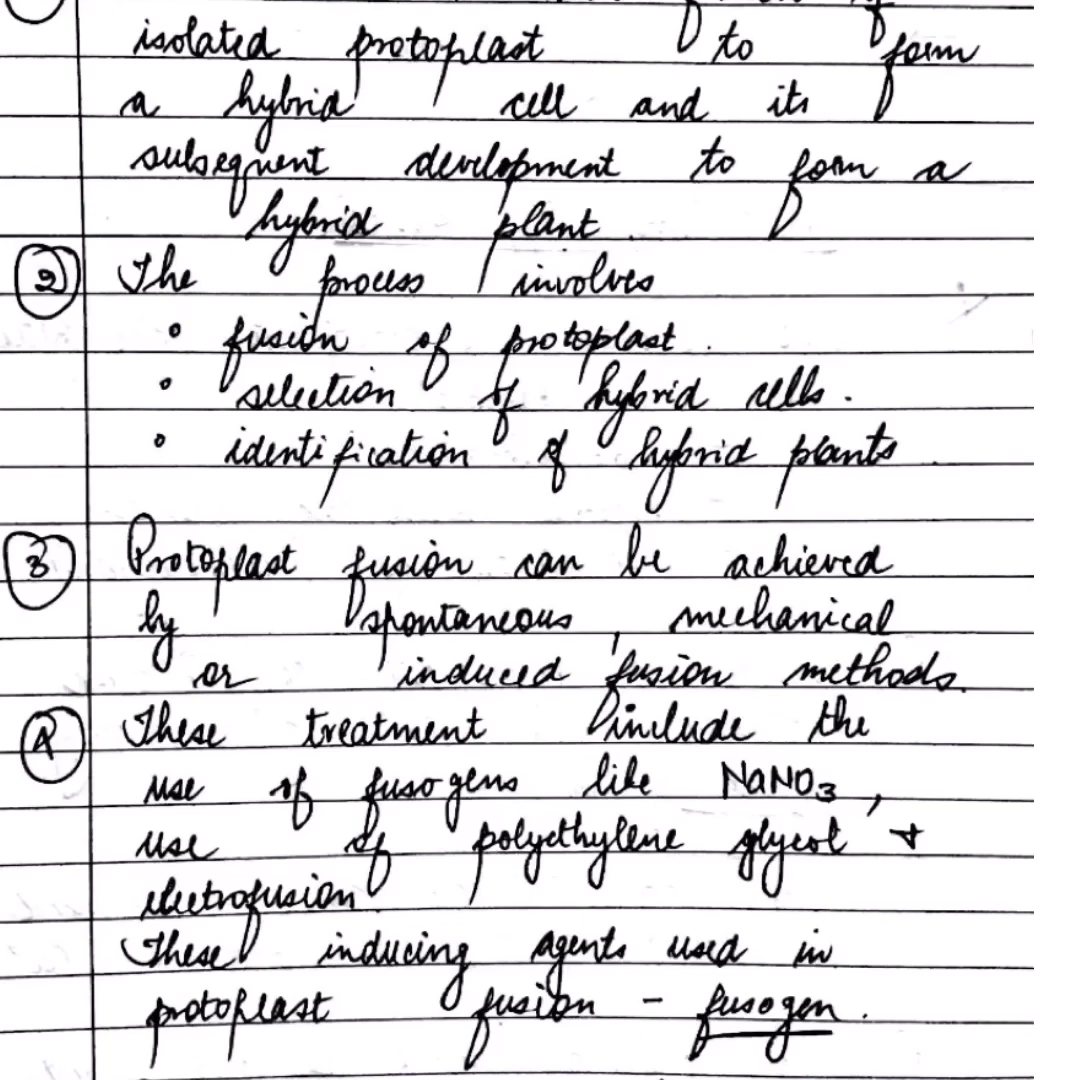 isolated protoplast to form
a hybrid cell and its
subsequent development to form a
hybrid plant.
② The process involves
• fusion of protoplast.
• selection of hybrid cells.
• identification of hybrid plants.
③ Protoplast fusion can be achieved
by spontaneous, mechanical
or induced fusion methods.
④ These treatment include the
use of fusogens like NaNO3,
use of polyethylene glycol &
electrofusion
These inducing agents used in
protoplast fusion - fusogen.